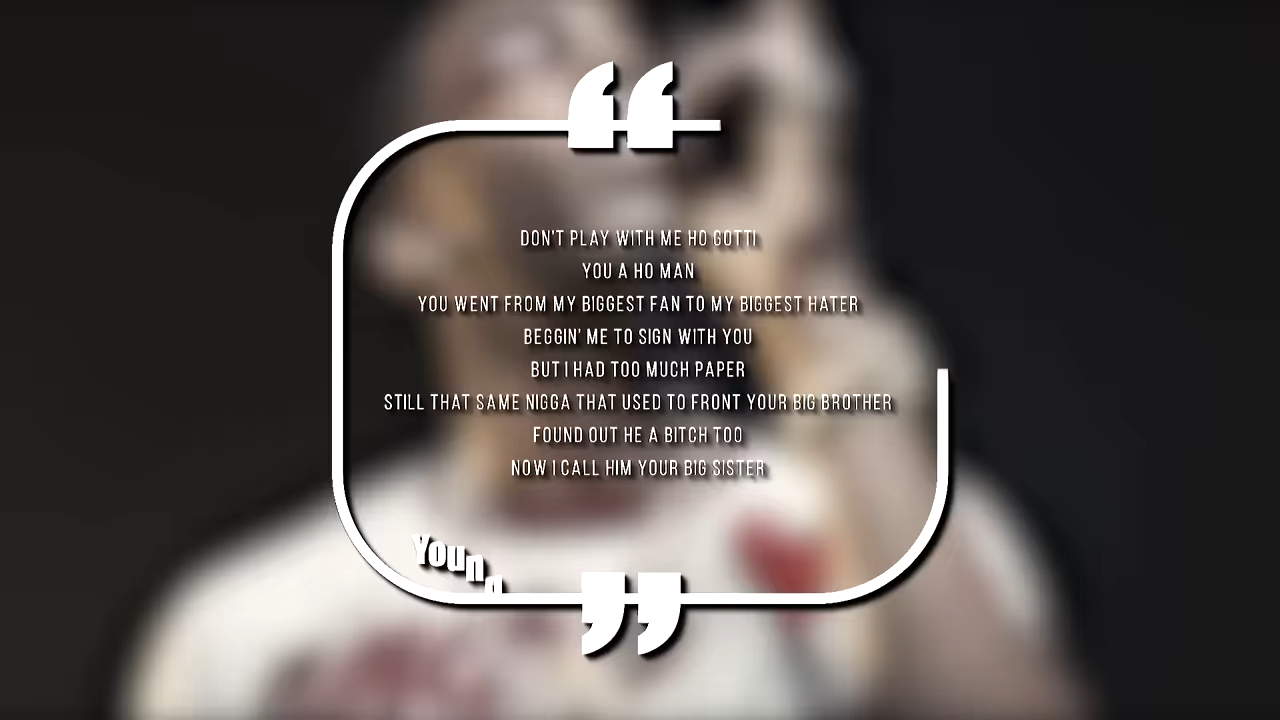 DON'T PLAY WITH ME HO GOTTI
YOU A HO MAN
YOU WENT FROM MY BIGGEST FAN TO MY BIGGEST HATER
BEGGIN' ME TO SIGN WITH YOU
BUT I HAD TOO MUCH PAPER
STILL THAT SAME NIGGA THAT USED TO FRONT YOUR BIG BROTHER
FOUND OUT HE A BITCH TOO
NOW I CALL HIM YOUR BIG SISTER
Young